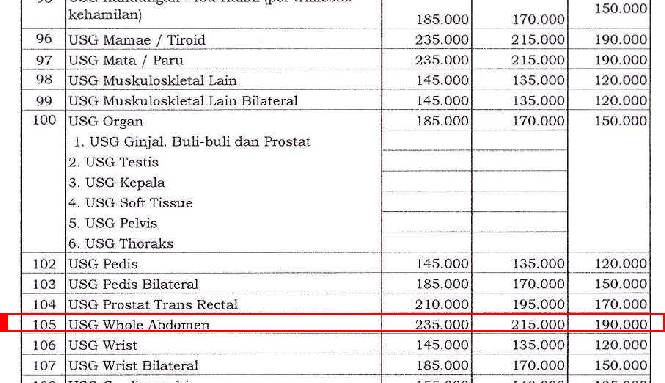 kehamilan) 185.000 170.000 150.000
96 USG Mamae / Tiroid 235.000 215.000 190.000
97 USG Mata / Paru 235.000 215.000 190.000
98 USG Muskuloskletal Lain 145.000 135.000 120.000
99 USG Muskuloskletal Lain Bilateral 145.000 135.000 120.000
100 USG Organ 185.000 170.000 150.000
1. USG Ginjal, Buli-buli dan Prostat
2. USG Testis
3. USG Kepala
4. USG Soft Tissue
5. USG Pelvis
6. USG Thoraks
102 USG Pedis 145.000 135.000 120.000
103 USG Pedis Bilateral 185.000 170.000 150.000
104 USG Prostat Trans Rectal 210.000 195.000 170.000
105 USG Whole Abdomen 235.000 215.000 190.000
106 USG Wrist 145.000 135.000 120.000
107 USG Wrist Bilateral 185.000 170.000 150.000